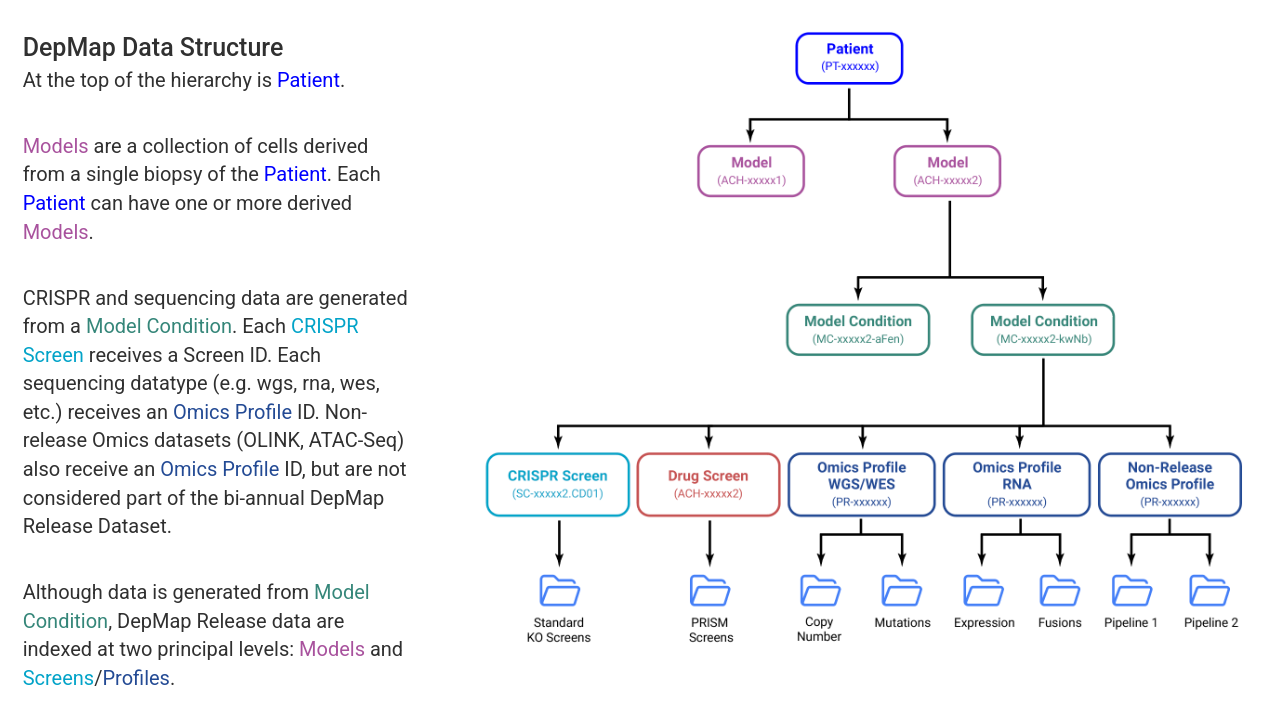 DepMap Data Structure
At the top of the hierarchy is Patient.
Models are a collection of cells derived
from a single biopsy of the Patient. Each
Patient can have one or more derived
Models.
CRISPR and sequencing data are generated
from a Model Condition. Each CRISPR
Screen receives a Screen ID. Each
sequencing datatype (e.g. wgs, rna, wes,
etc.) receives an Omics Profile ID. Non-
release Omics datasets (OLINK, ATAC-Seq)
also receive an Omics Profile ID, but are not
considered part of the bi-annual DepMap
Release Dataset.
Although data is generated from Model
Condition, DepMap Release data are
indexed at two principal levels: Models and
Screens/Profiles.
Patient
(PT-xxxxxx)
Model
(ACH-xxxxx1)
Model
(ACH-xxxxx2)
Model Condition
(MC-xxxxx2-aFen)
Model Condition
(MC-xxxxx2-kwNb)
CRISPR Screen
(SC-xxxxx2.CD01)
Drug Screen
(ACH-xxxxx2)
Omics Profile
WGS/WES
(PR-xxxxxx)
Omics Profile
RNA
(PR-xxxxxx)
Non-Release
Omics Profile
(PR-xxxxxx)
Standard
KO Screens
PRISM
Screens
Copy
Number
Mutations
Expression
Fusions
Pipeline 1
Pipeline 2